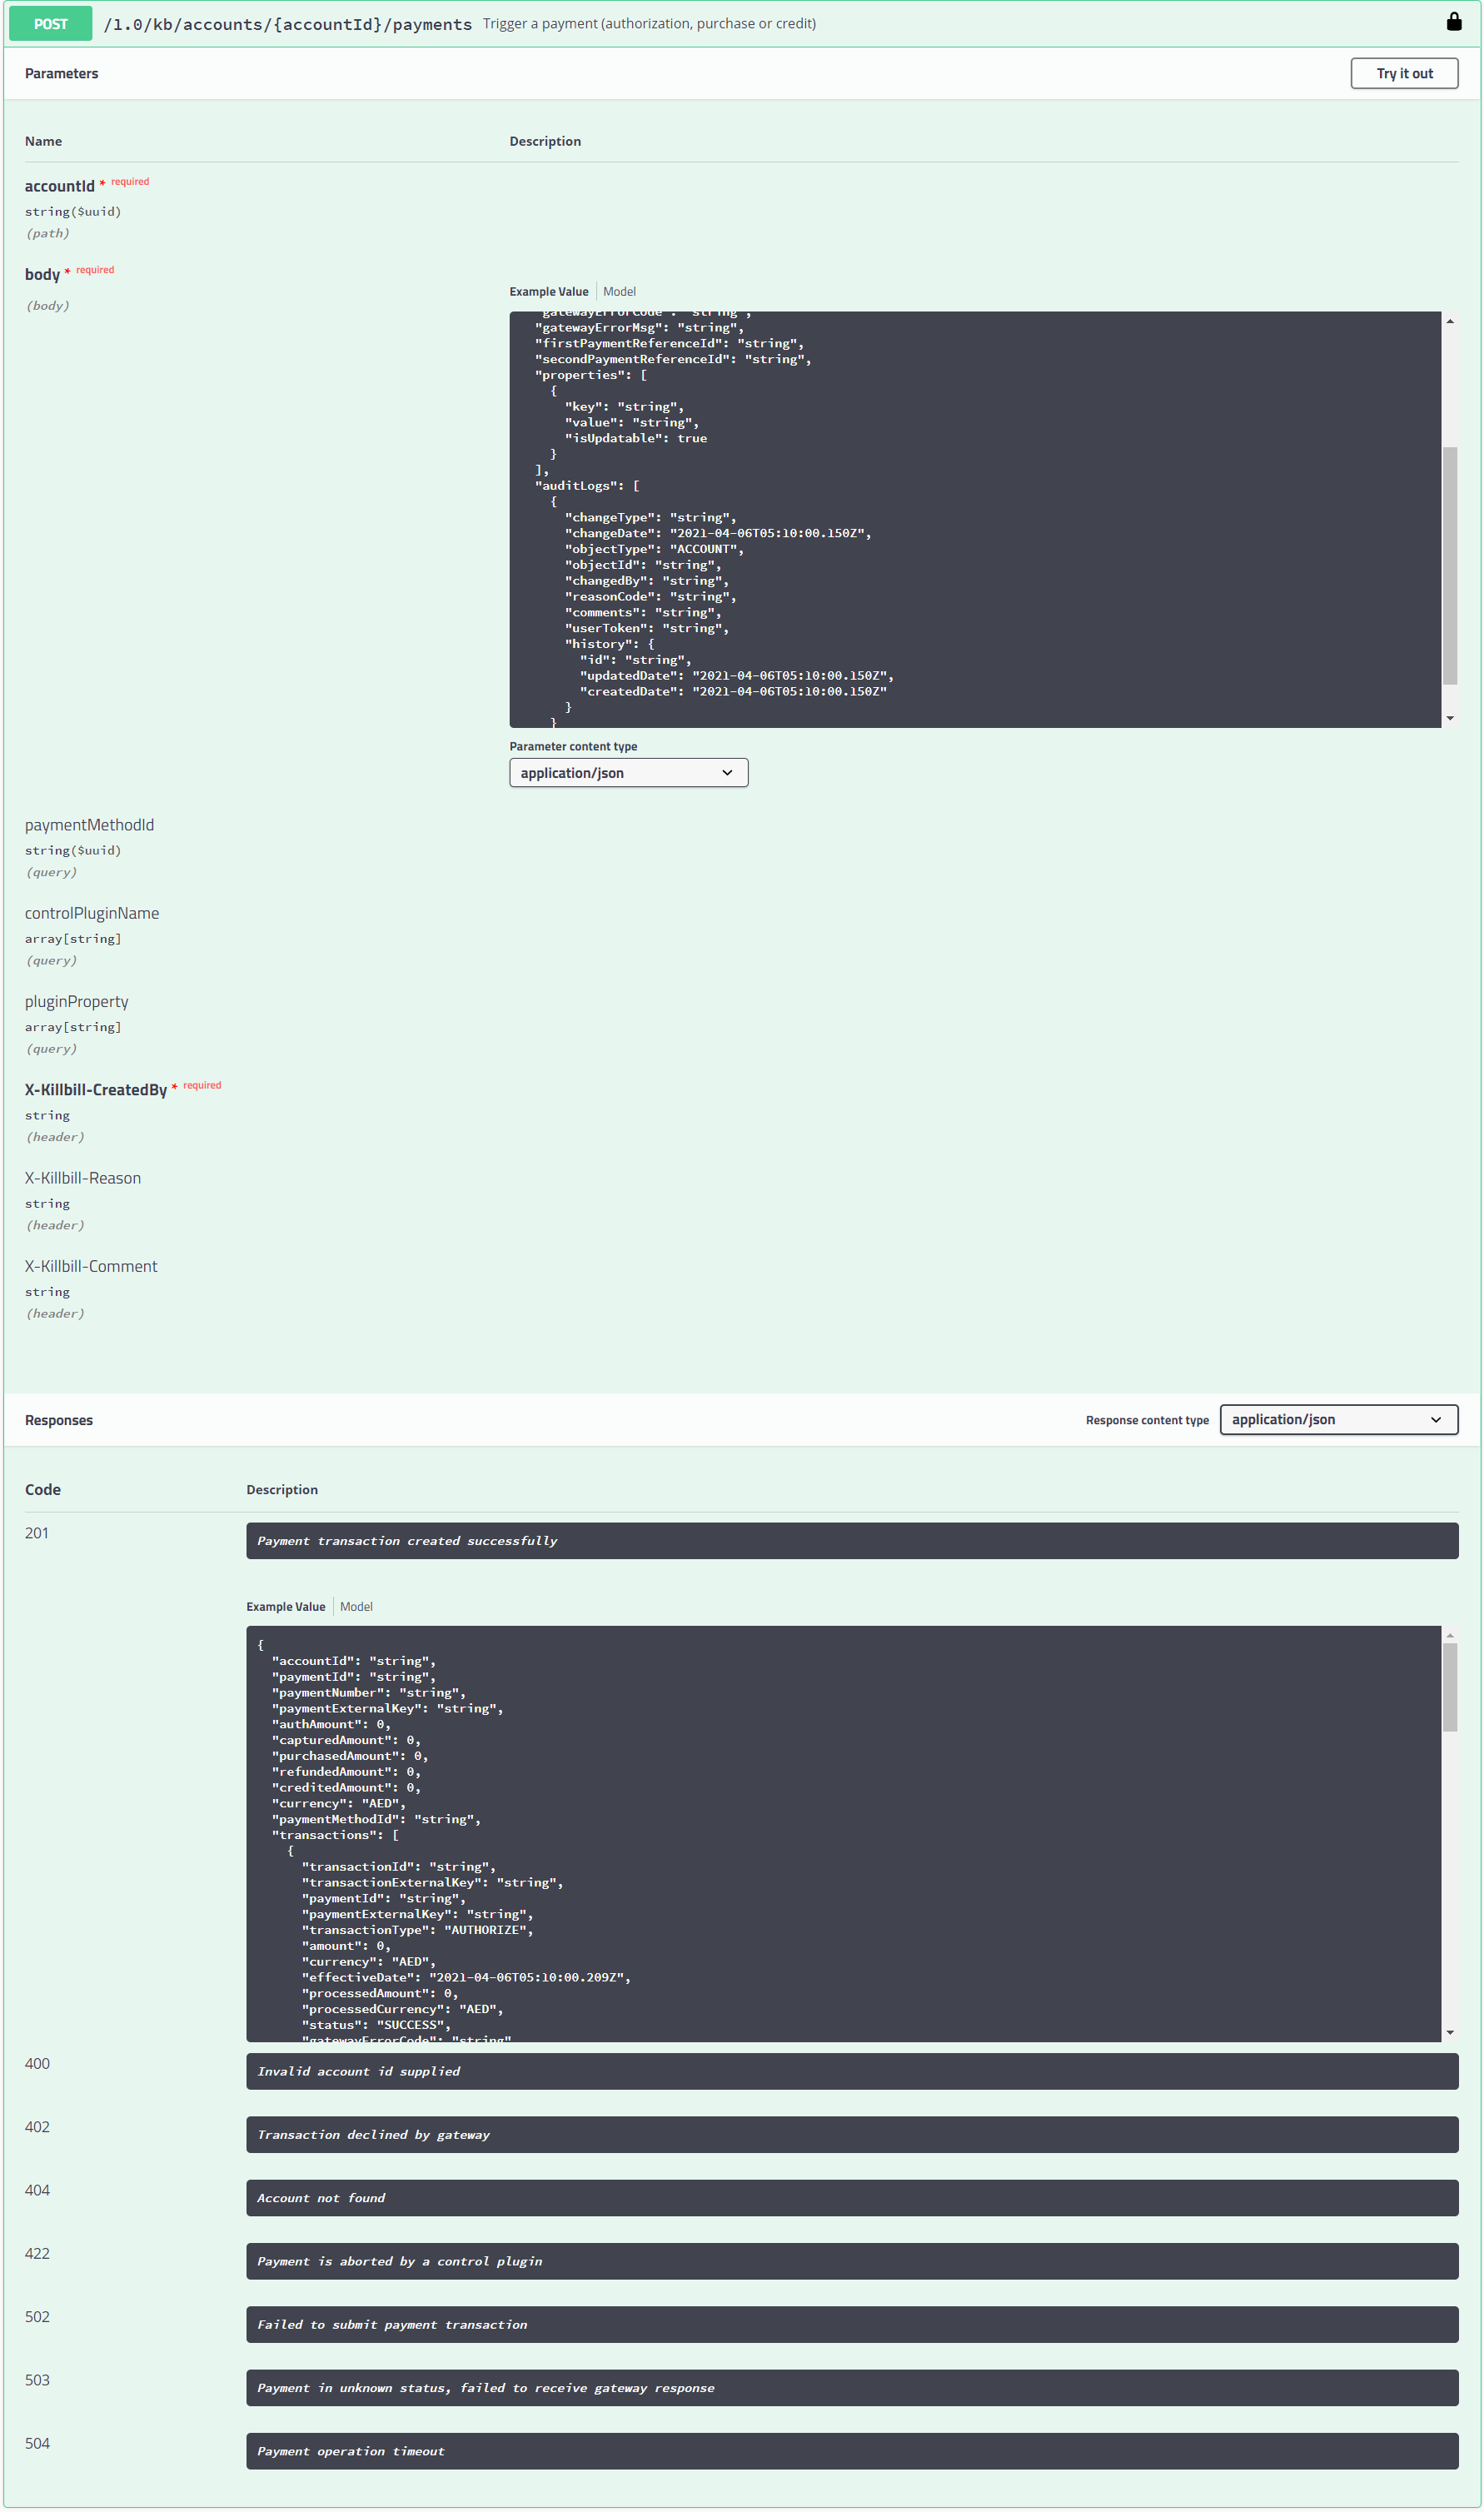 POST /1.0/kb/accounts/{accountId}/payments Trigger a payment (authorization, purchase or credit)
Parameters Try it out
Name Description
accountId * required
string($uuid)
(path)
body * required
(body)
Example Value Model
"gatewayErrorCode": "string",
"gatewayErrorMsg": "string",
"firstPaymentReferenceId": "string",
"secondPaymentReferenceId": "string",
"properties": [
{
"key": "string",
"value": "string",
"isUpdatable": true
}
],
"auditLogs": [
{
"changeType": "string",
"changeDate": "2021-04-06T05:10:00.150Z",
"objectType": "ACCOUNT",
"objectId": "string",
"changedBy": "string",
"reasonCode": "string",
"comments": "string",
"userToken": "string",
"history": {
"id": "string",
"updatedDate": "2021-04-06T05:10:00.150Z",
"createdDate": "2021-04-06T05:10:00.150Z"
}
}
Parameter content type
application/json
paymentMethodId
string($uuid)
(query)
controlPluginName
array[string]
(query)
pluginProperty
array[string]
(query)
X-Killbill-CreatedBy * required
string
(header)
X-Killbill-Reason
string
(header)
X-Killbill-Comment
string
(header)
Responses Response content type application/json
Code Description
201 Payment transaction created successfully
Example Value Model
{
"accountId": "string",
"paymentId": "string",
"paymentNumber": "string",
"paymentExternalKey": "string",
"authAmount": 0,
"capturedAmount": 0,
"purchasedAmount": 0,
"refundedAmount": 0,
"creditedAmount": 0,
"currency": "AED",
"paymentMethodId": "string",
"transactions": [
{
"transactionId": "string",
"transactionExternalKey": "string",
"paymentId": "string",
"paymentExternalKey": "string",
"transactionType": "AUTHORIZE",
"amount": 0,
"currency": "AED",
"effectiveDate": "2021-04-06T05:10:00.209Z",
"processedAmount": 0,
"processedCurrency": "AED",
"status": "SUCCESS",
"gatewayErrorCode": "string"
400 Invalid account id supplied
402 Transaction declined by gateway
404 Account not found
422 Payment is aborted by a control plugin
502 Failed to submit payment transaction
503 Payment in unknown status, failed to receive gateway response
504 Payment operation timeout